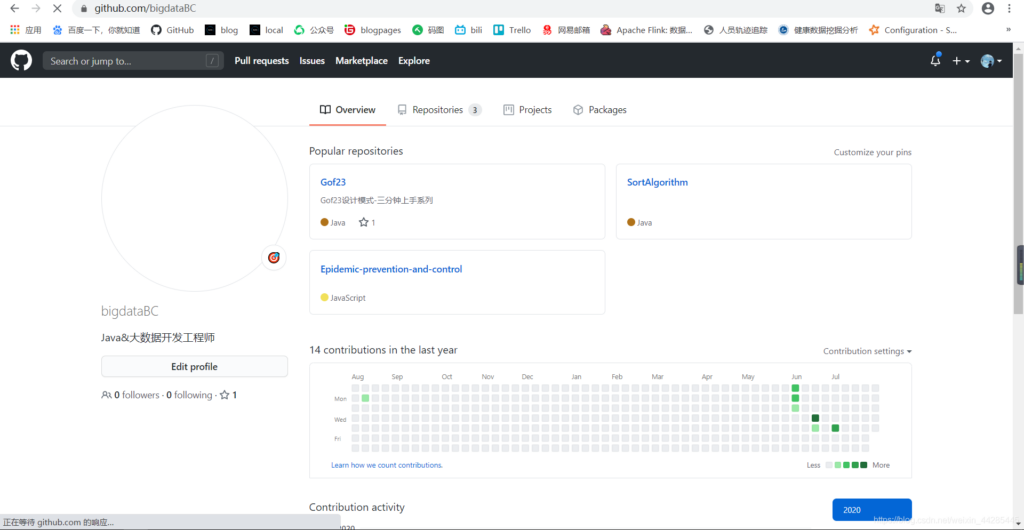 github.com/bigdataBC
应用 百度一下，你就知道 GitHub blog local 公众号 blogpages 码图 bili Trello 网易邮箱 Apache Flink: 数据... 人员轨迹追踪 健康数据挖掘分析 Configuration - S... »
Search or jump to... / Pull requests Issues Marketplace Explore
Overview Repositories 3 Projects Packages
Popular repositories Customize your pins
Gof23
Gof23设计模式-三分钟上手系列
Java 1
SortAlgorithm
Java
Epidemic-prevention-and-control
JavaScript
bigdataBC
Java&大数据开发工程师
Edit profile
0 followers · 0 following · 1
14 contributions in the last year Contribution settings
Aug Sep Oct Nov Dec Jan Feb Mar Apr May Jun Jul
Mon
Wed
Fri
Learn how we count contributions. Less More
Contribution activity 2020
正在等待 github.com 的响应...